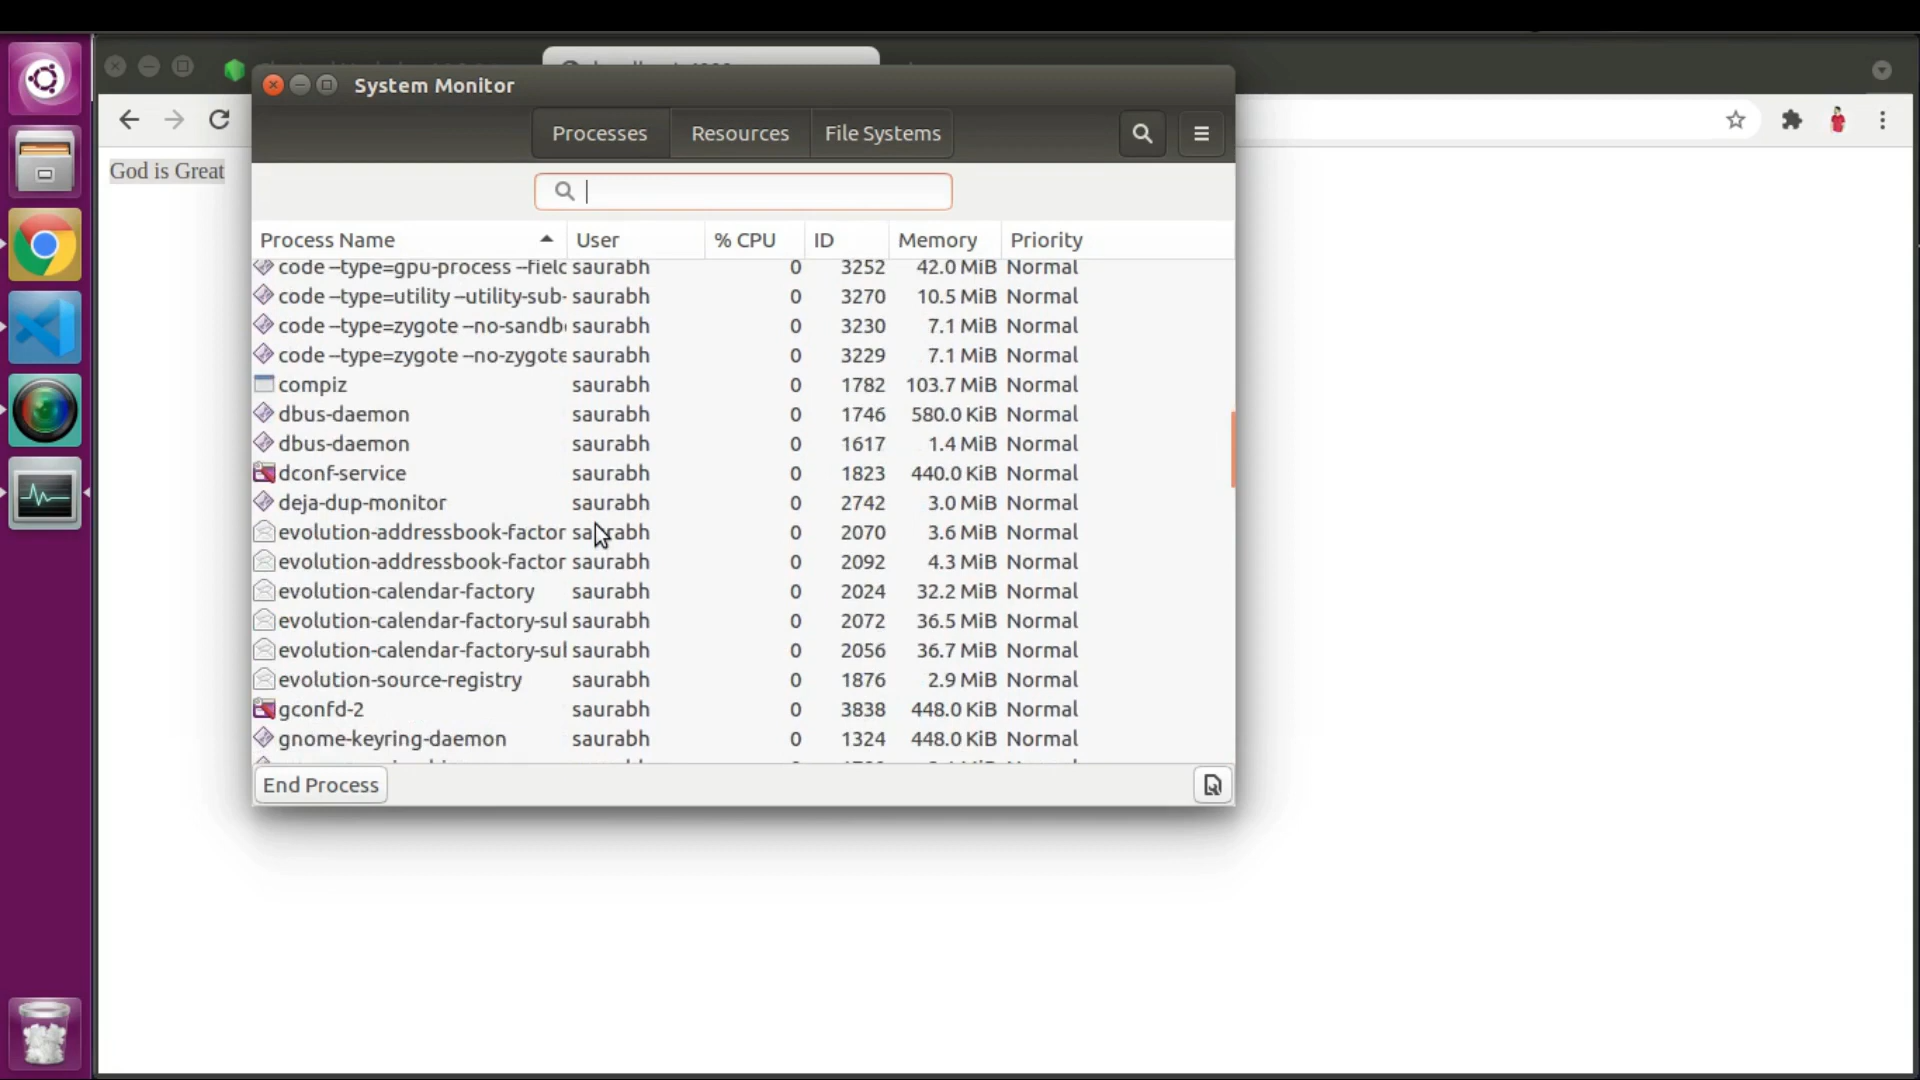 System Monitor
Processes Resources File Systems
God is Great
Process Name User % CPU ID Memory Priority
code --type=gpu-process --fielc saurabh 0 3252 42.0 MiB Normal
code --type=utility --utility-sub- saurabh 0 3270 10.5 MiB Normal
code --type=zygote --no-sandb saurabh 0 3230 7.1 MiB Normal
code --type=zygote --no-zygote saurabh 0 3229 7.1 MiB Normal
compiz saurabh 0 1782 103.7 MiB Normal
dbus-daemon saurabh 0 1746 580.0 KiB Normal
dbus-daemon saurabh 0 1617 1.4 MiB Normal
dconf-service saurabh 0 1823 440.0 KiB Normal
deja-dup-monitor saurabh 0 2742 3.0 MiB Normal
evolution-addressbook-factor saurabh 0 2070 3.6 MiB Normal
evolution-addressbook-factor saurabh 0 2092 4.3 MiB Normal
evolution-calendar-factory saurabh 0 2024 32.2 MiB Normal
evolution-calendar-factory-sul saurabh 0 2072 36.5 MiB Normal
evolution-calendar-factory-sul saurabh 0 2056 36.7 MiB Normal
evolution-source-registry saurabh 0 1876 2.9 MiB Normal
gconfd-2 saurabh 0 3838 448.0 KiB Normal
gnome-keyring-daemon saurabh 0 1324 448.0 KiB Normal
End Process